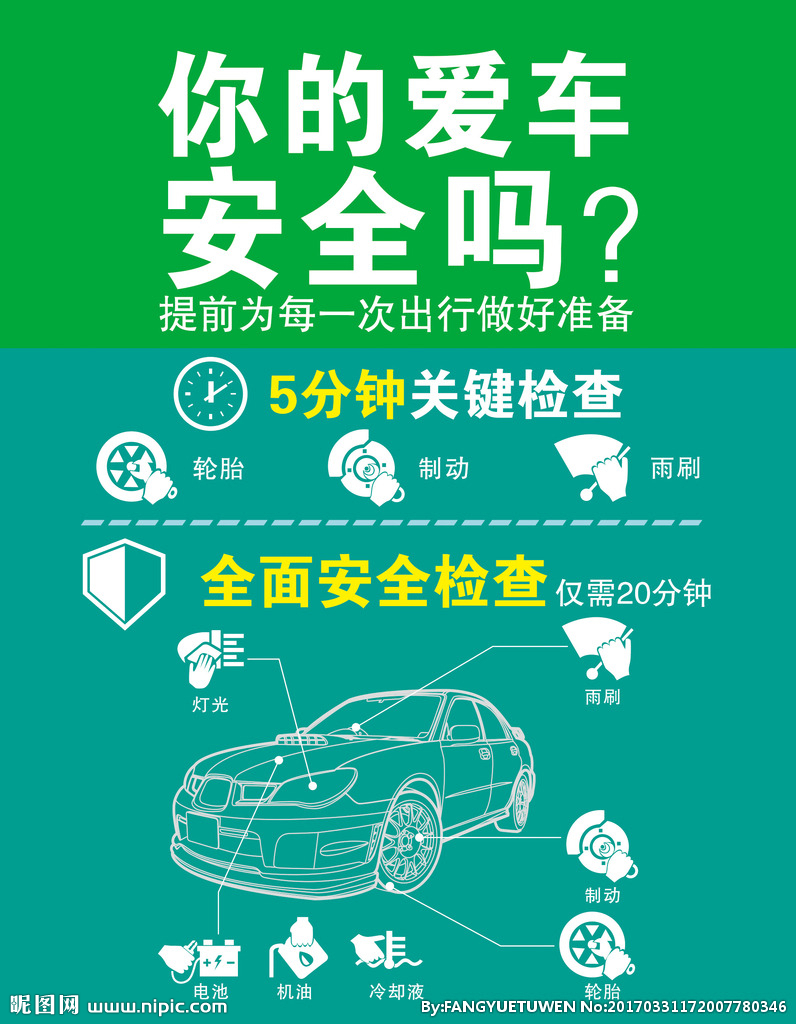 你的爱车
安全吗?
提前为每一次出行做好准备
5分钟关键检查
轮胎
制动
雨刷
全面安全检查 仅需20分钟
灯光
雨刷
制动
电池
机油
冷却液
轮胎
昵图网 www.nipic.com
By:FANGYUETUWEN No:20170331172007780346